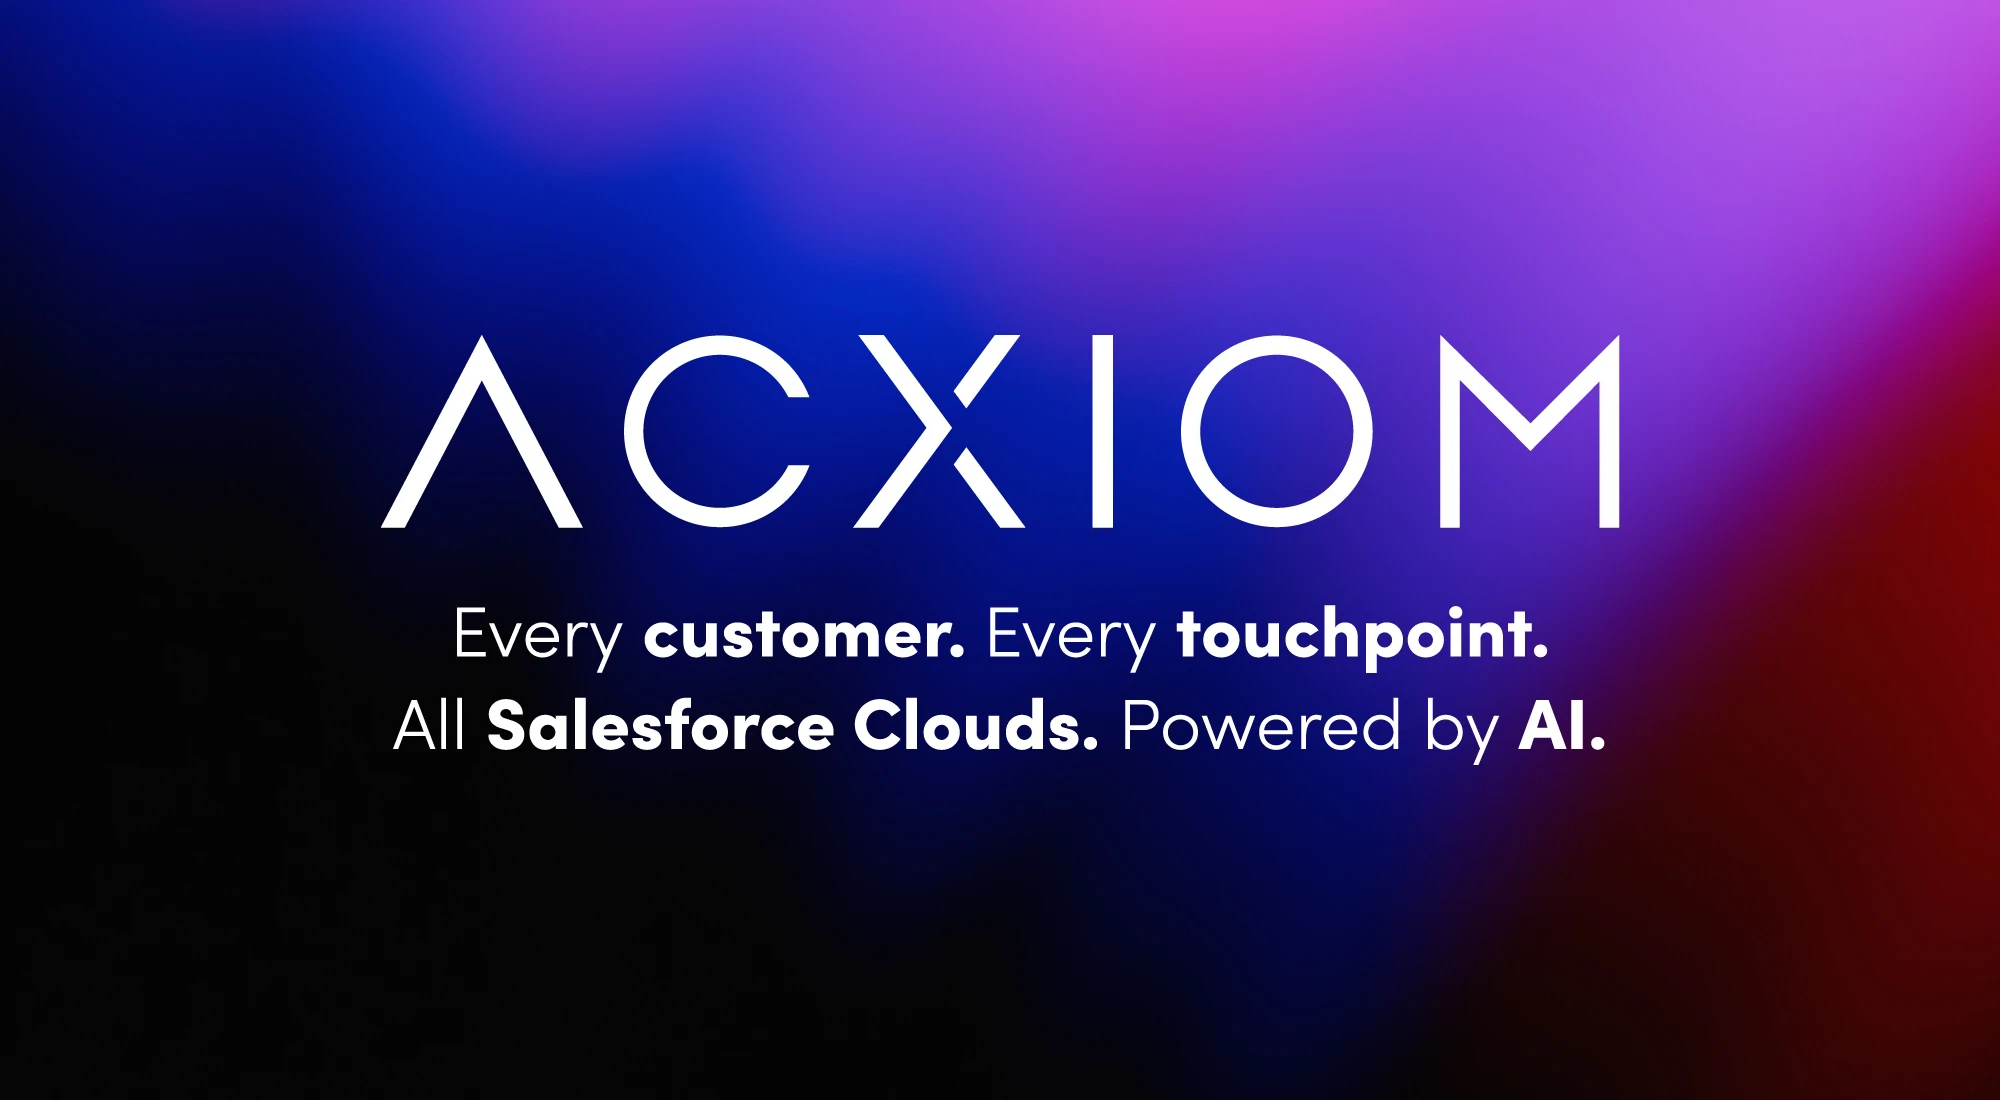 ACXIOM
Every customer. Every touchpoint.
All Salesforce Clouds. Powered by AI.